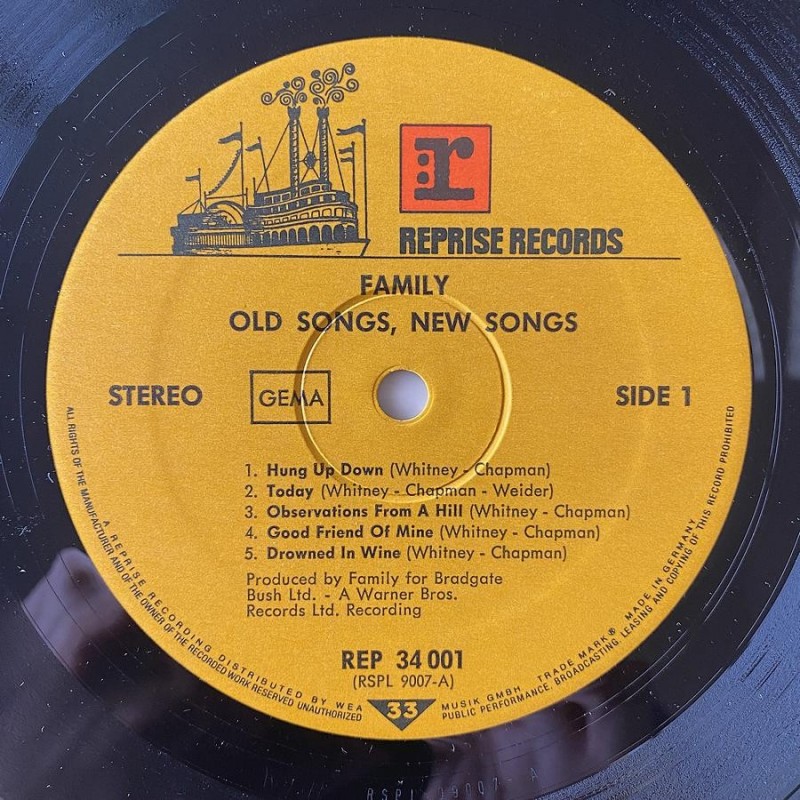 r:
REPRISE RECORDS
FAMILY
OLD SONGS, NEW SONGS
STEREO
GEMA
SIDE 1
1. Hung Up Down (Whitney - Chapman)
2. Today (Whitney - Chapman - Weider)
3. Observations From A Hill (Whitney - Chapman)
4. Good Friend Of Mine (Whitney - Chapman)
5. Drowned In Wine (Whitney - Chapman)
Produced by Family for Bradgate
Bush Ltd. - A Warner Bros.
Records Ltd. Recording
REP 34 001
(RSPL 9007-A)
33
A REPRISE RECORDING DISTRIBUTED BY WEA MUSIK GMBH TRADE MARK ® MADE IN GERMANY
ALL RIGHTS OF THE MANUFACTURER AND OF THE OWNER OF THE RECORDED WORK RESERVED UNAUTHORIZED PUBLIC PERFORMANCE, BROADCASTING, LEASING AND COPYING OF THIS RECORD PROHIBITED